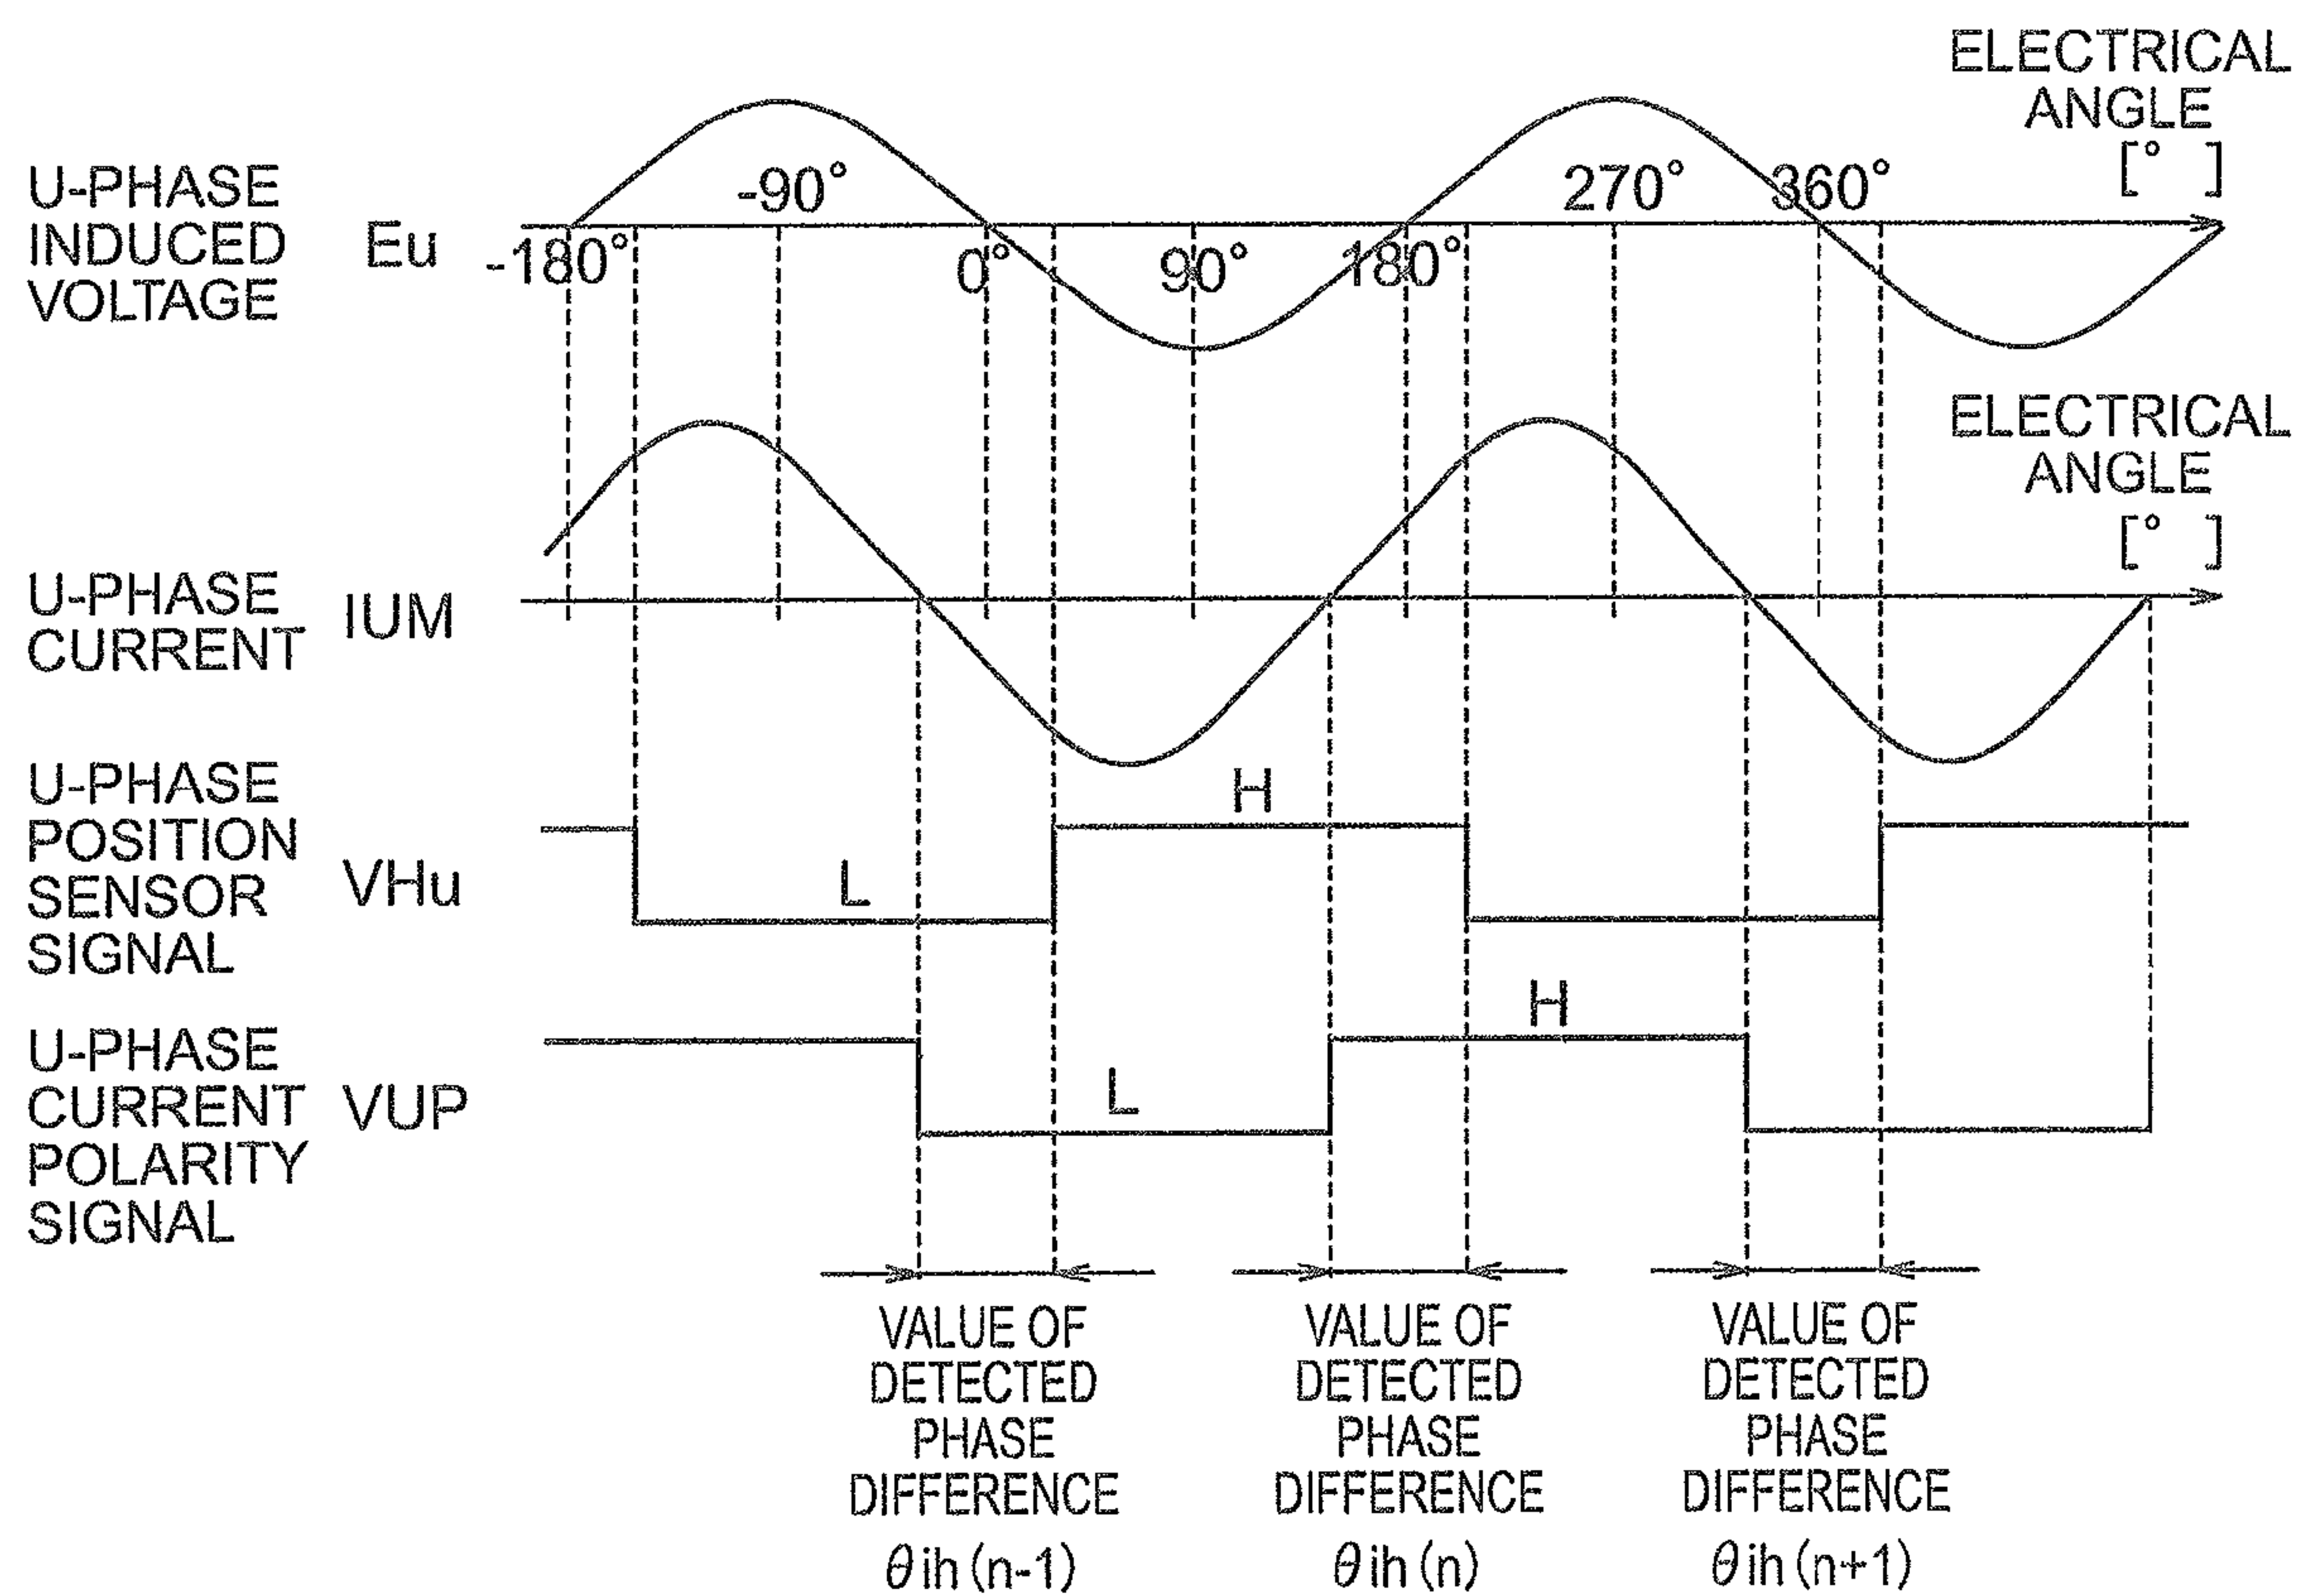 ELECTRICAL
ANGLE
[° ]
U-PHASE
INDUCED
VOLTAGE
Eu
-180°
-90°
0°
90°
180°
270°
360°
ELECTRICAL
ANGLE
[° ]
U-PHASE
CURRENT
IUM
U-PHASE
POSITION
SENSOR
SIGNAL
VHu
L
H
U-PHASE
CURRENT
POLARITY
SIGNAL
VUP
L
H
VALUE OF
DETECTED
PHASE
DIFFERENCE
θih(n-1)
VALUE OF
DETECTED
PHASE
DIFFERENCE
θih(n)
VALUE OF
DETECTED
PHASE
DIFFERENCE
θih(n+1)